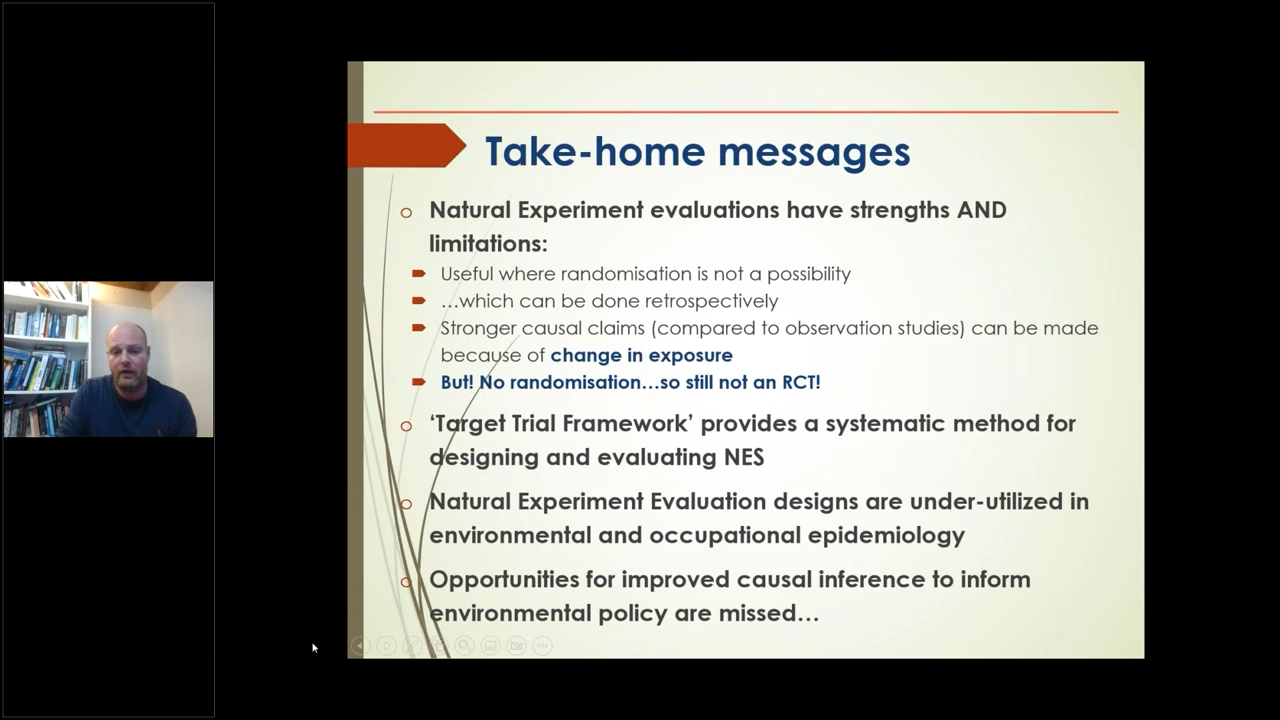 Take-home messages
Natural Experiment evaluations have strengths AND
limitations:
Useful where randomisation is not a possibility
...which can be done retrospectively
Stronger causal claims (compared to observation studies) can be made
because of change in exposure
But! No randomisation...so still not an RCT!
‘Target Trial Framework’ provides a systematic method for
designing and evaluating NES
Natural Experiment Evaluation designs are under-utilized in
environmental and occupational epidemiology
Opportunities for improved causal inference to inform
environmental policy are missed...